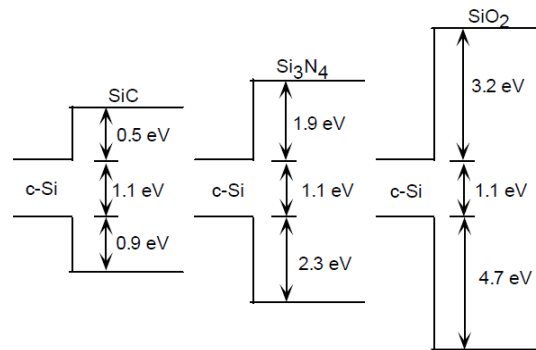 SiC
0.5 eV
c-Si
1.1 eV
0.9 eV
Si₃N₄
1.9 eV
c-Si
1.1 eV
2.3 eV
SiO₂
3.2 eV
c-Si
1.1 eV
4.7 eV